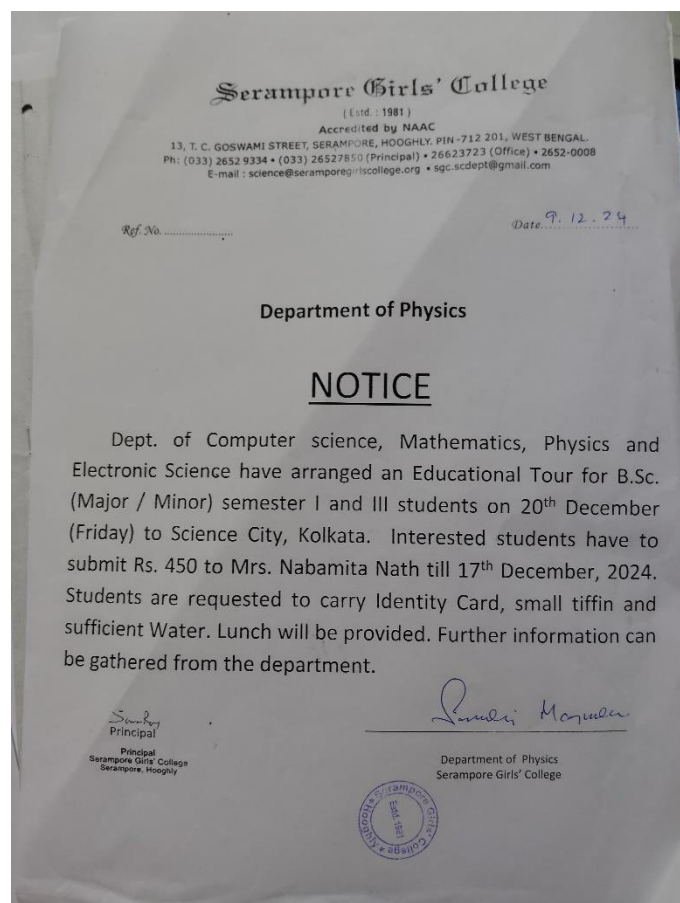 Serampore Girls' College
( Estd. : 1981 )
Accredited by NAAC
13, T. C. GOSWAMI STREET, SERAMPORE, HOOGHLY. PIN -712 201, WEST BENGAL.
Ph: (033) 2652 9334 • (033) 26527850 (Principal) • 26623723 (Office) • 2652-0008
E-mail : science@seramporegirlscollege.org • sgc.scdept@gmail.com
Ref. No. ........................ Date 9.12.24
Department of Physics
NOTICE
Dept. of Computer science, Mathematics, Physics and
Electronic Science have arranged an Educational Tour for B.Sc.
(Major / Minor) semester I and III students on 20th December
(Friday) to Science City, Kolkata. Interested students have to
submit Rs. 450 to Mrs. Nabamita Nath till 17th December, 2024.
Students are requested to carry Identity Card, small tiffin and
sufficient Water. Lunch will be provided. Further information can
be gathered from the department.
Principal
Principal
Serampore Girls' College
Serampore, Hooghly
Department of Physics
Serampore Girls' College
Serampore Girls' College ★ Hooghly ★
Estd. 1981